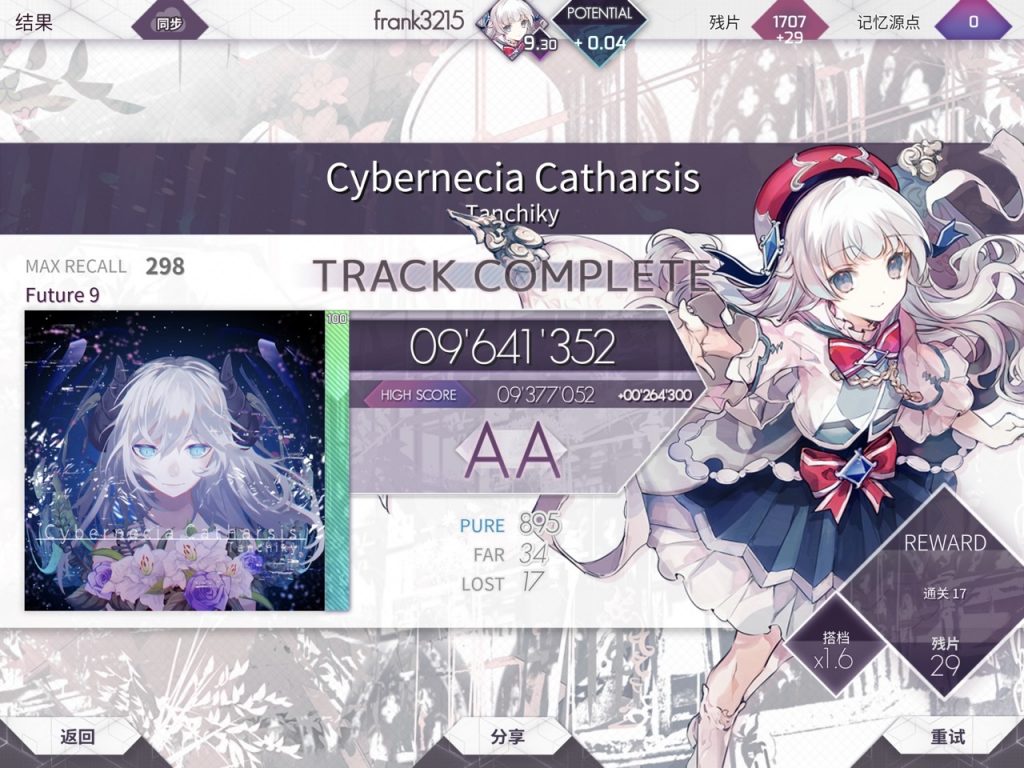 结果
同步
frank3215
9.30
POTENTIAL
+ 0.04
残片
1707
+29
记忆源点
0
Cybernecia Catharsis
Tanchiky
MAX RECALL 298
TRACK COMPLETE
Future 9
100
09'641'352
HIGH SCORE 09'377'052 +00'264'300
AA
Cybernecia Catharsis
Tanchiky
PURE 895
FAR 34
LOST 17
REWARD
通关 17
搭档
x1.6
残片
29
返回
分享
重试